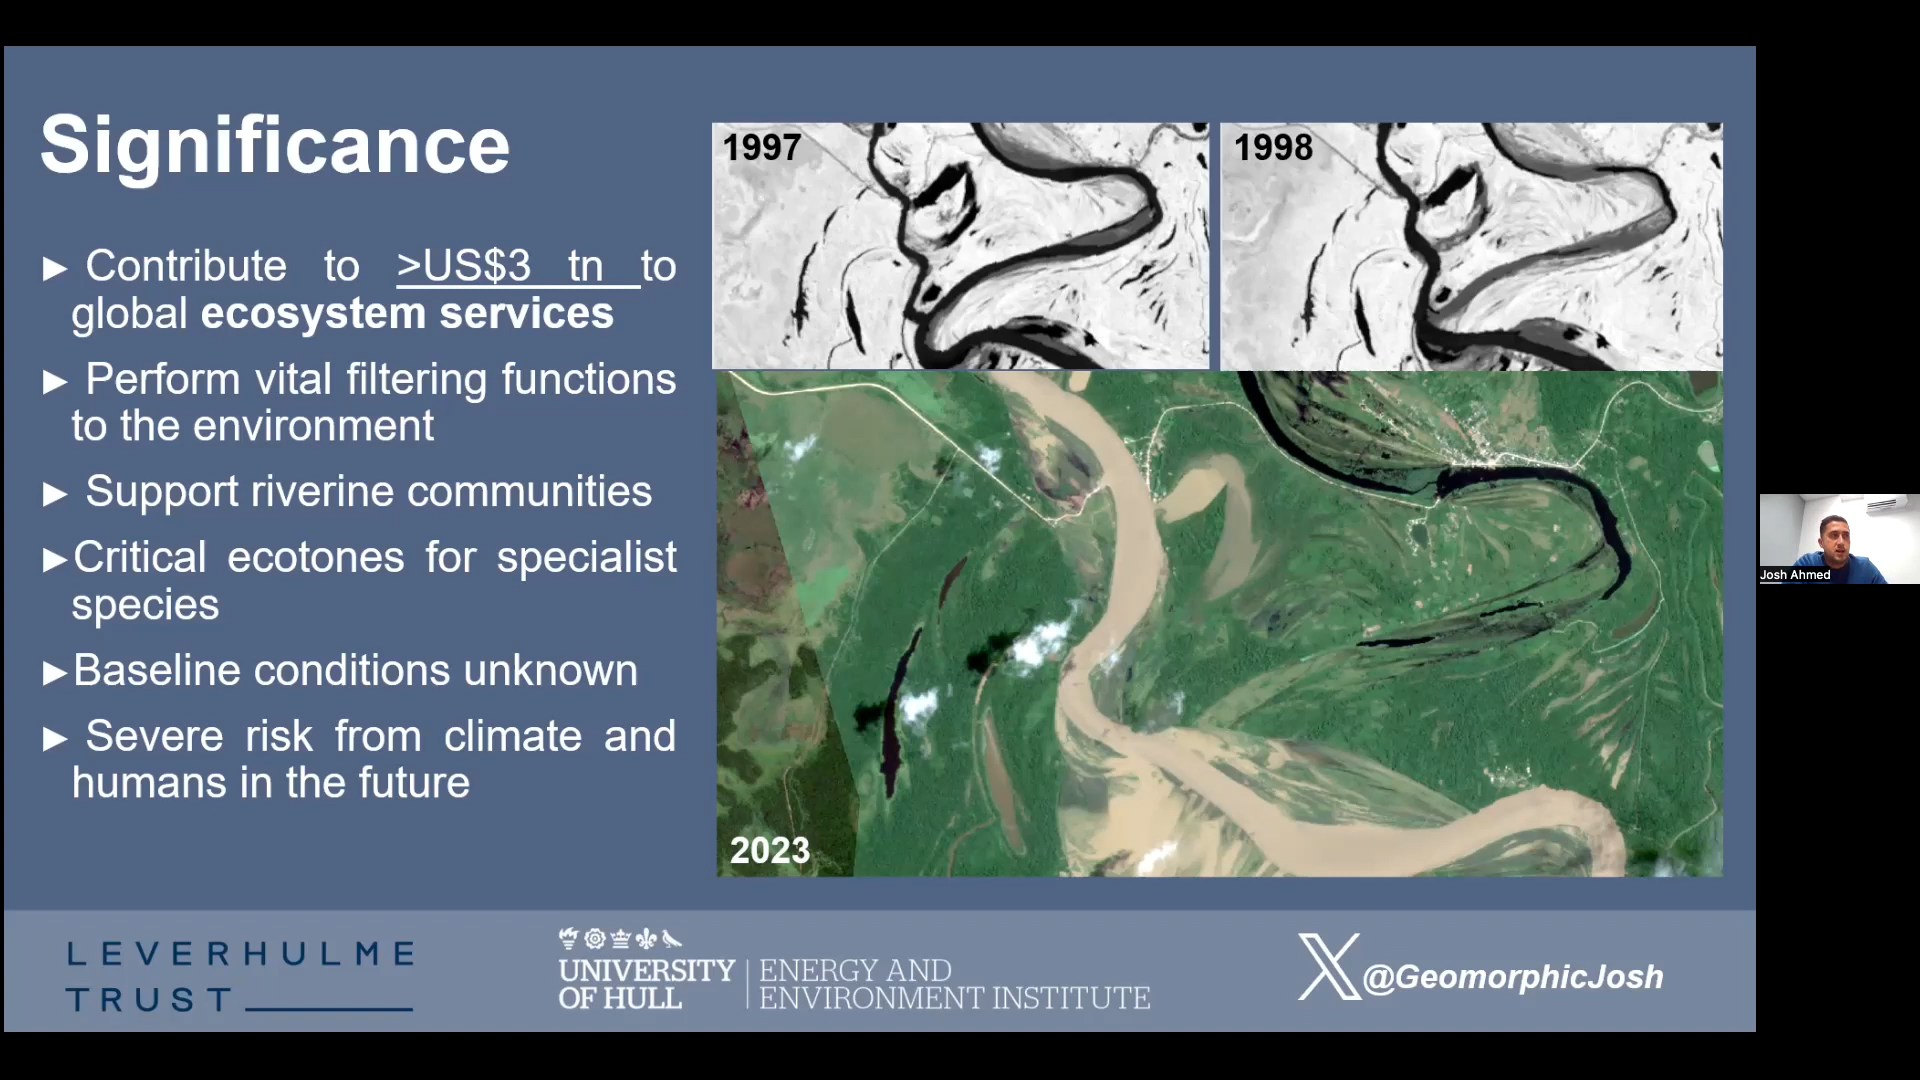 Significance
► Contribute to >US$3 tn to
global ecosystem services
► Perform vital filtering functions
to the environment
► Support riverine communities
►Critical ecotones for specialist
species
►Baseline conditions unknown
► Severe risk from climate and
humans in the future
1997
1998
2023
Josh Ahmed
LEVERHULME
TRUST
UNIVERSITY
OF HULL
ENERGY AND
ENVIRONMENT INSTITUTE
X @GeomorphicJosh